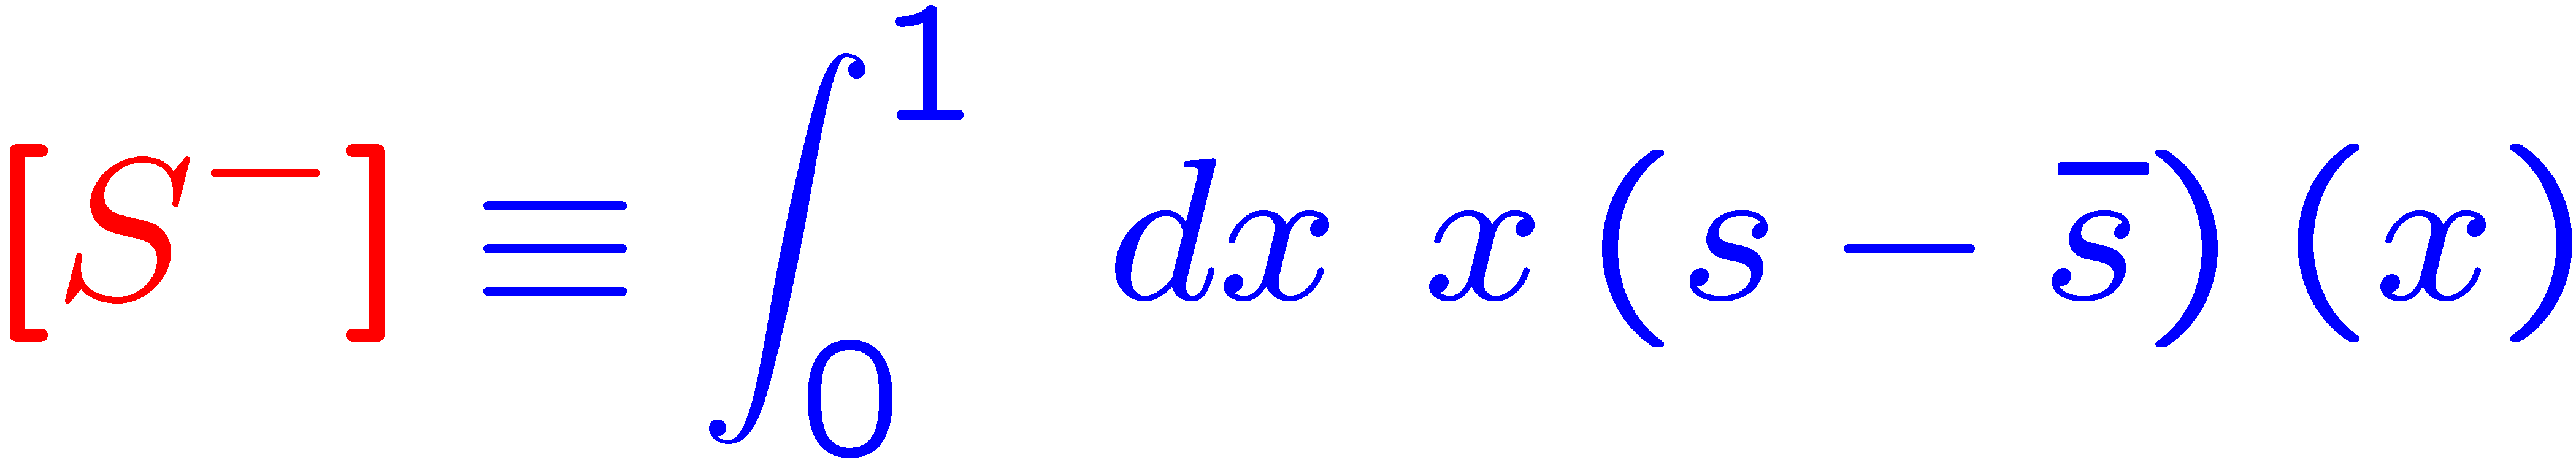 [S⁻] ≡ ∫₀¹ dx x (s − s̅) (x)